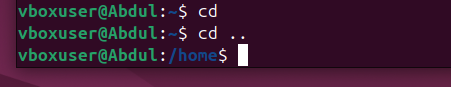 vboxuser@Abdul:~$ cd
vboxuser@Abdul:~$ cd ..
vboxuser@Abdul:/home$